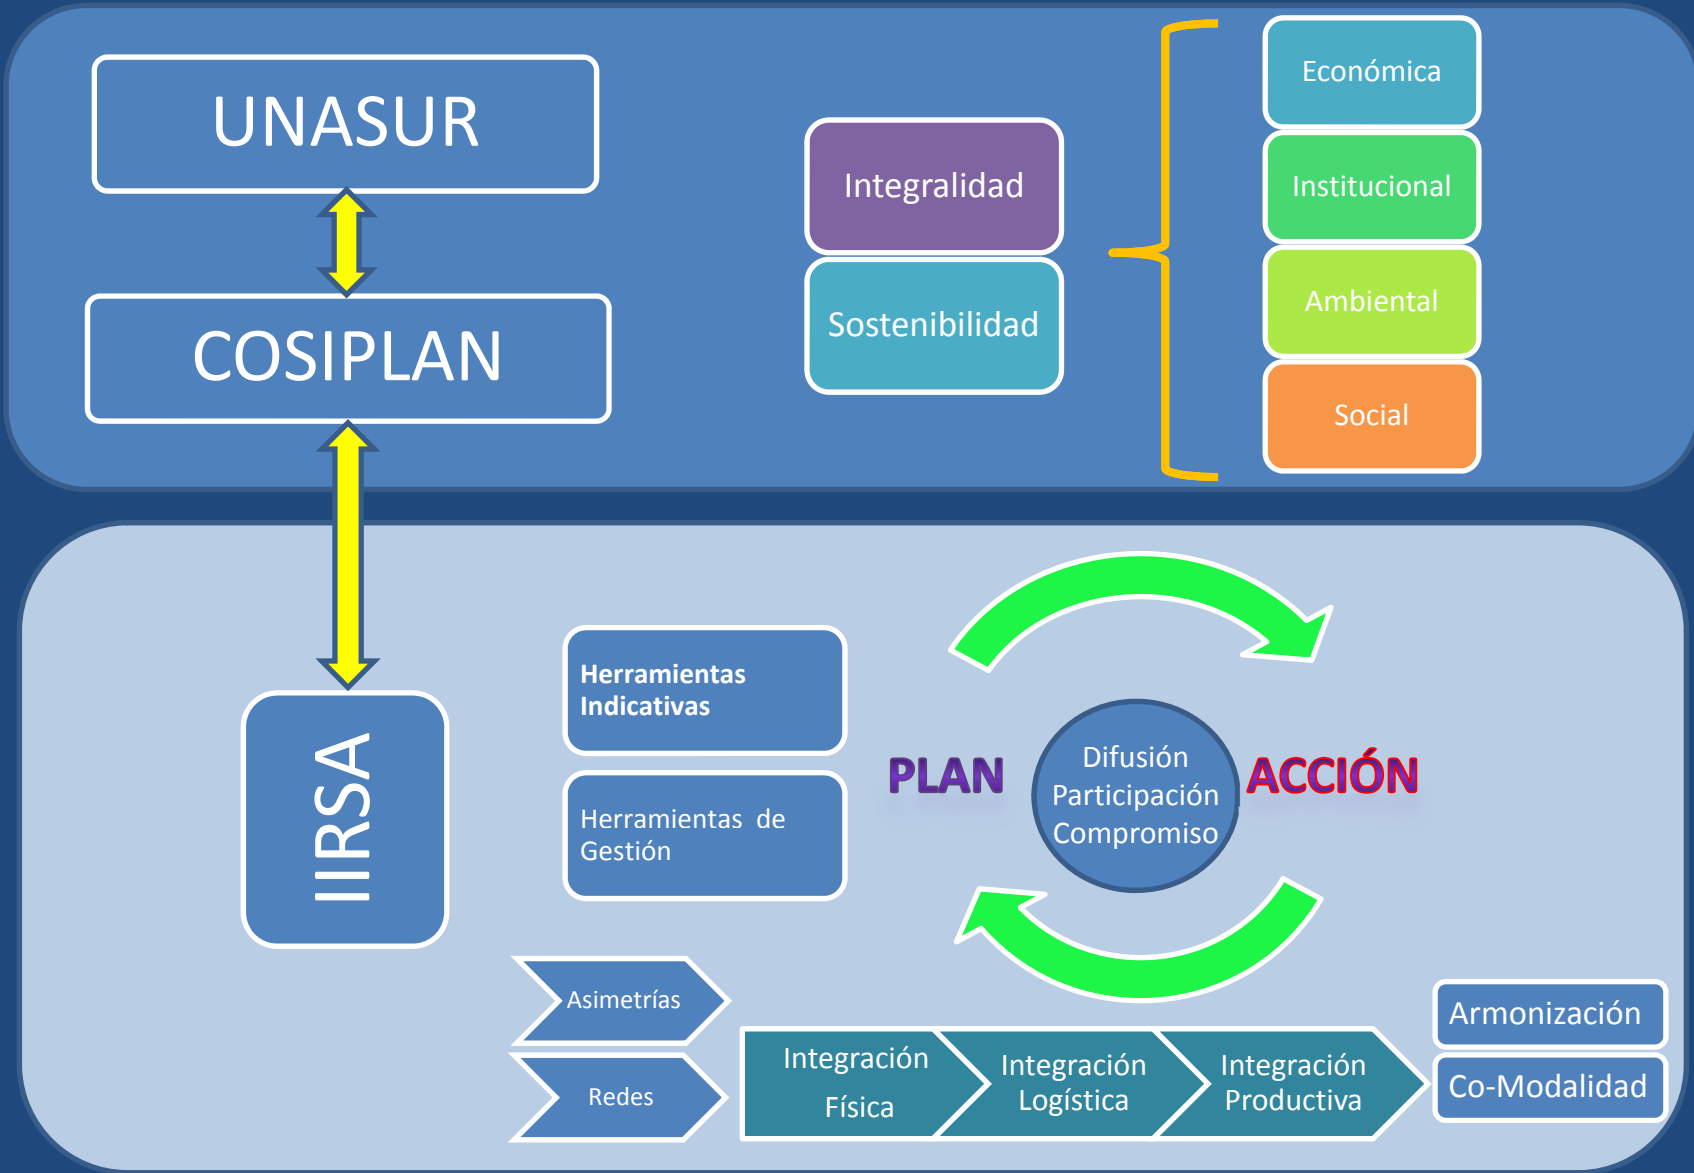 UNASUR
COSIPLAN
Integralidad
Sostenibilidad
Económica
Institucional
Ambiental
Social
IIRSA
Herramientas
Indicativas
Herramientas de
Gestión
PLAN
Difusión
Participación
Compromiso
ACCIÓN
Asimetrías
Redes
Integración
Física
Integración
Logística
Integración
Productiva
Armonización
Co-Modalidad